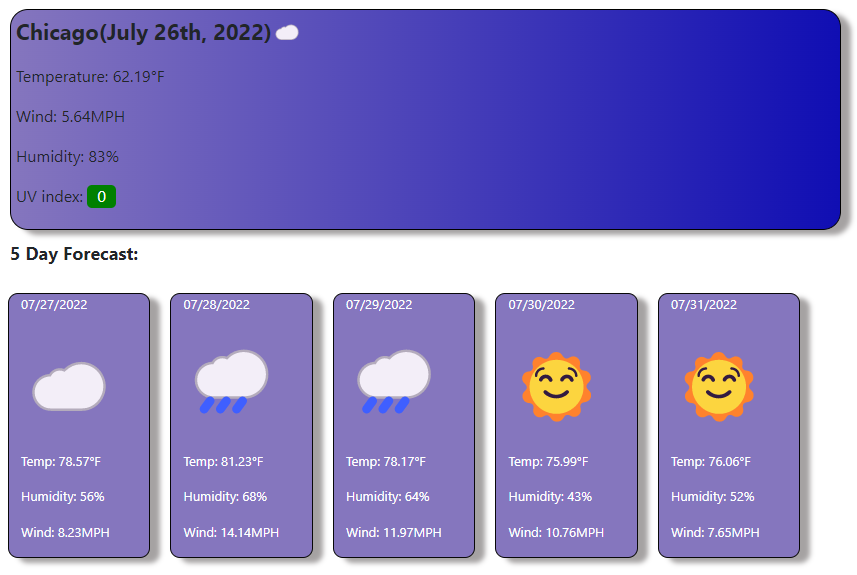 Chicago(July 26th, 2022)
Temperature: 62.19°F
Wind: 5.64MPH
Humidity: 83%
UV index: 0
5 Day Forecast:
07/27/2022
Temp: 78.57°F
Humidity: 56%
Wind: 8.23MPH
07/28/2022
Temp: 81.23°F
Humidity: 68%
Wind: 14.14MPH
07/29/2022
Temp: 78.17°F
Humidity: 64%
Wind: 11.97MPH
07/30/2022
Temp: 75.99°F
Humidity: 43%
Wind: 10.76MPH
07/31/2022
Temp: 76.06°F
Humidity: 52%
Wind: 7.65MPH